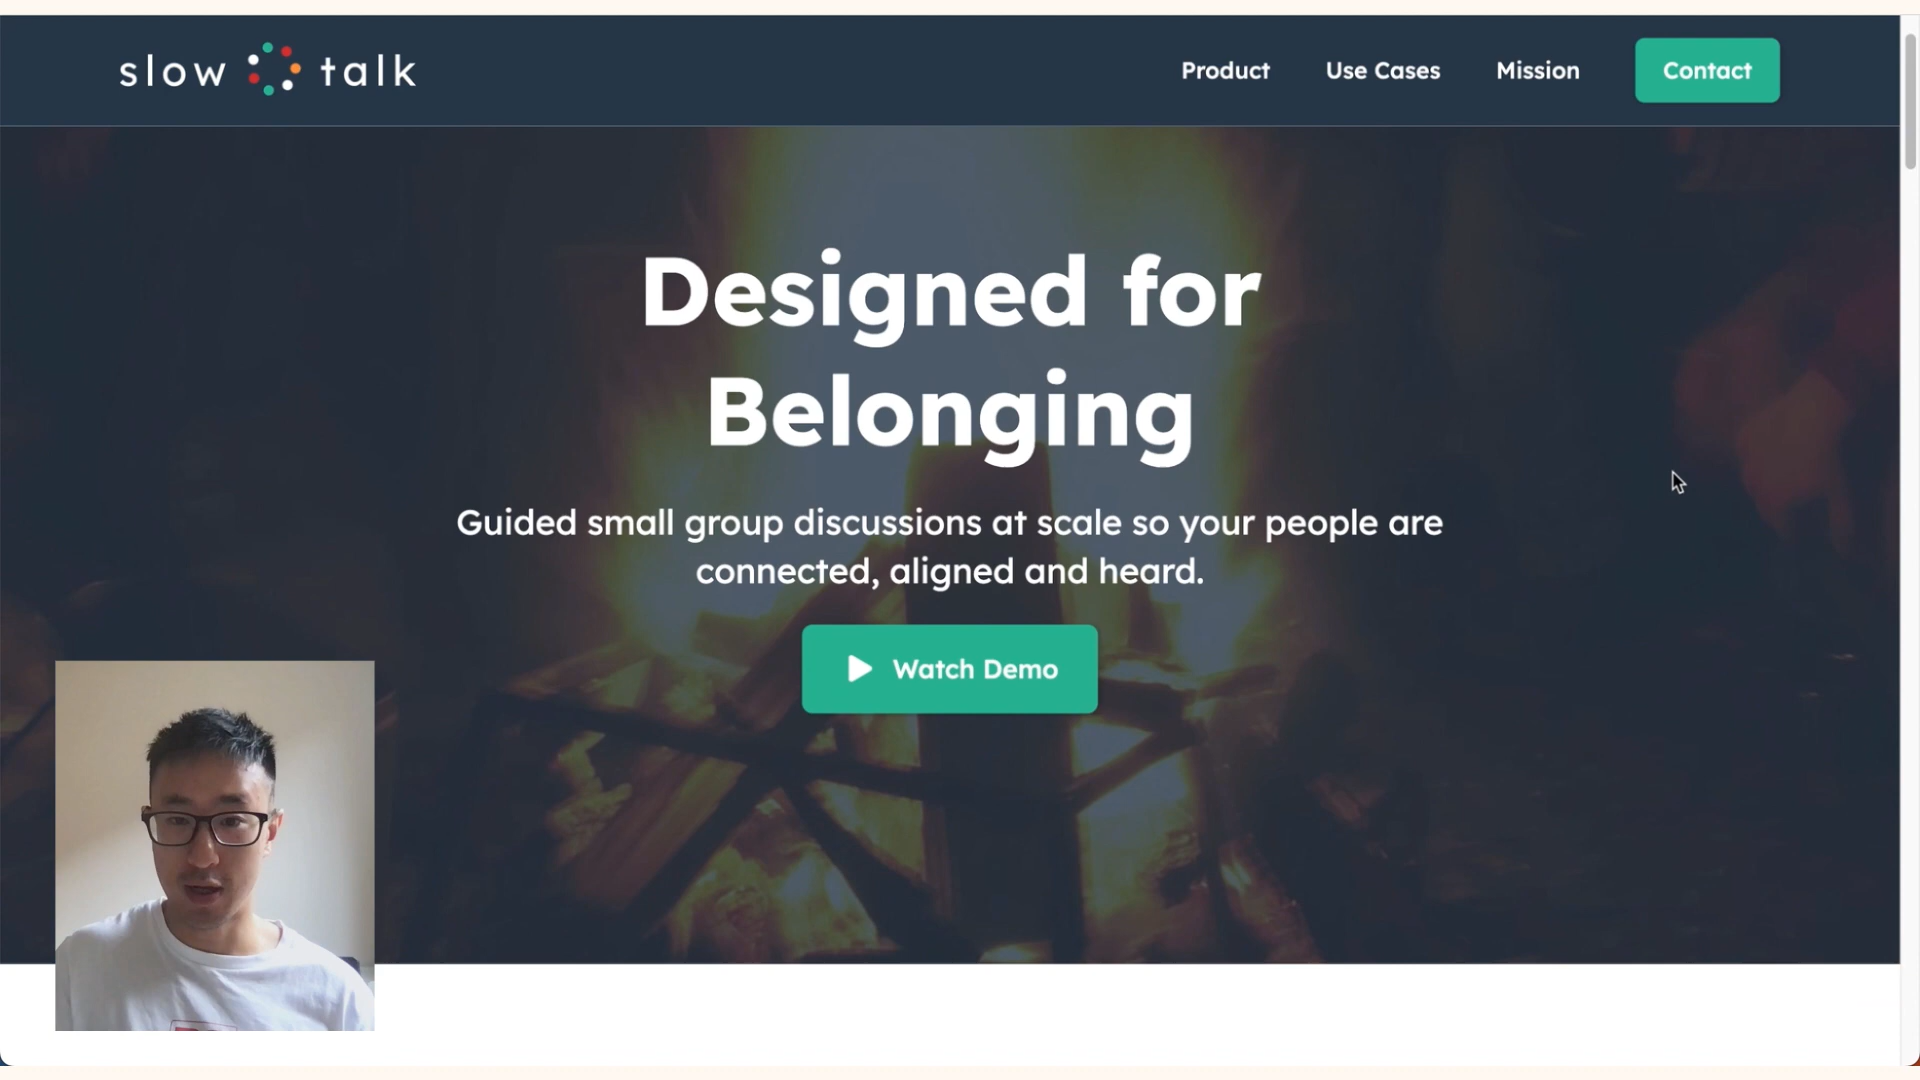 slow talk
Product
Use Cases
Mission
Contact
Designed for
Belonging
Guided small group discussions at scale so your people are
connected, aligned and heard.
Watch Demo